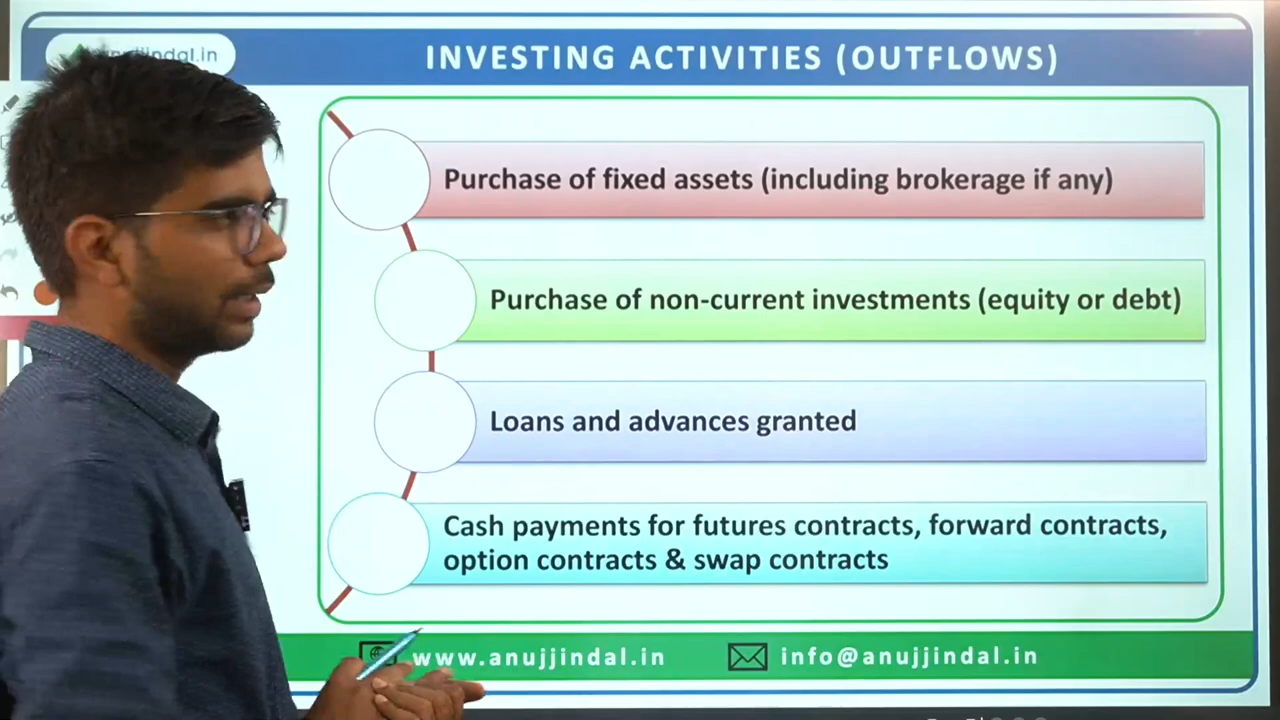 INVESTING ACTIVITIES (OUTFLOWS)
Purchase of fixed assets (including brokerage if any)
Purchase of non-current investments (equity or debt)
Loans and advances granted
Cash payments for futures contracts, forward contracts,
option contracts & swap contracts
www.anujjindal.in
info@anujjindal.in